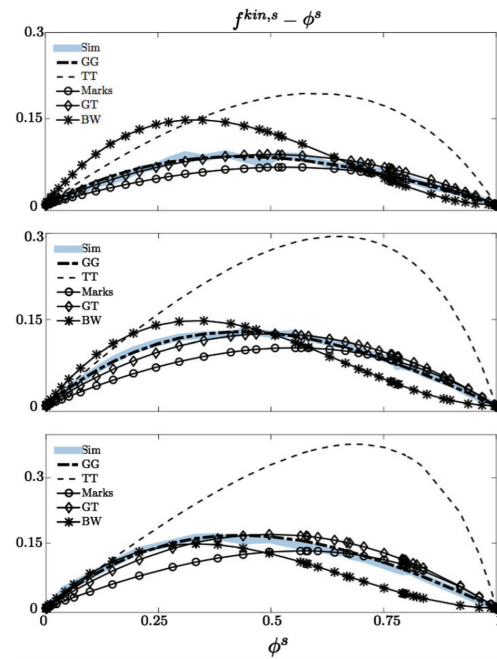 f^{kin,s} − ϕ^s
0.3
Sim
GG
TT
Marks
GT
BW
0.15
0
0.3
Sim
GG
TT
Marks
GT
BW
0.15
0
Sim
GG
TT
Marks
GT
BW
0.3
0.15
0
0 0.25 0.5 0.75 1
ϕ^s